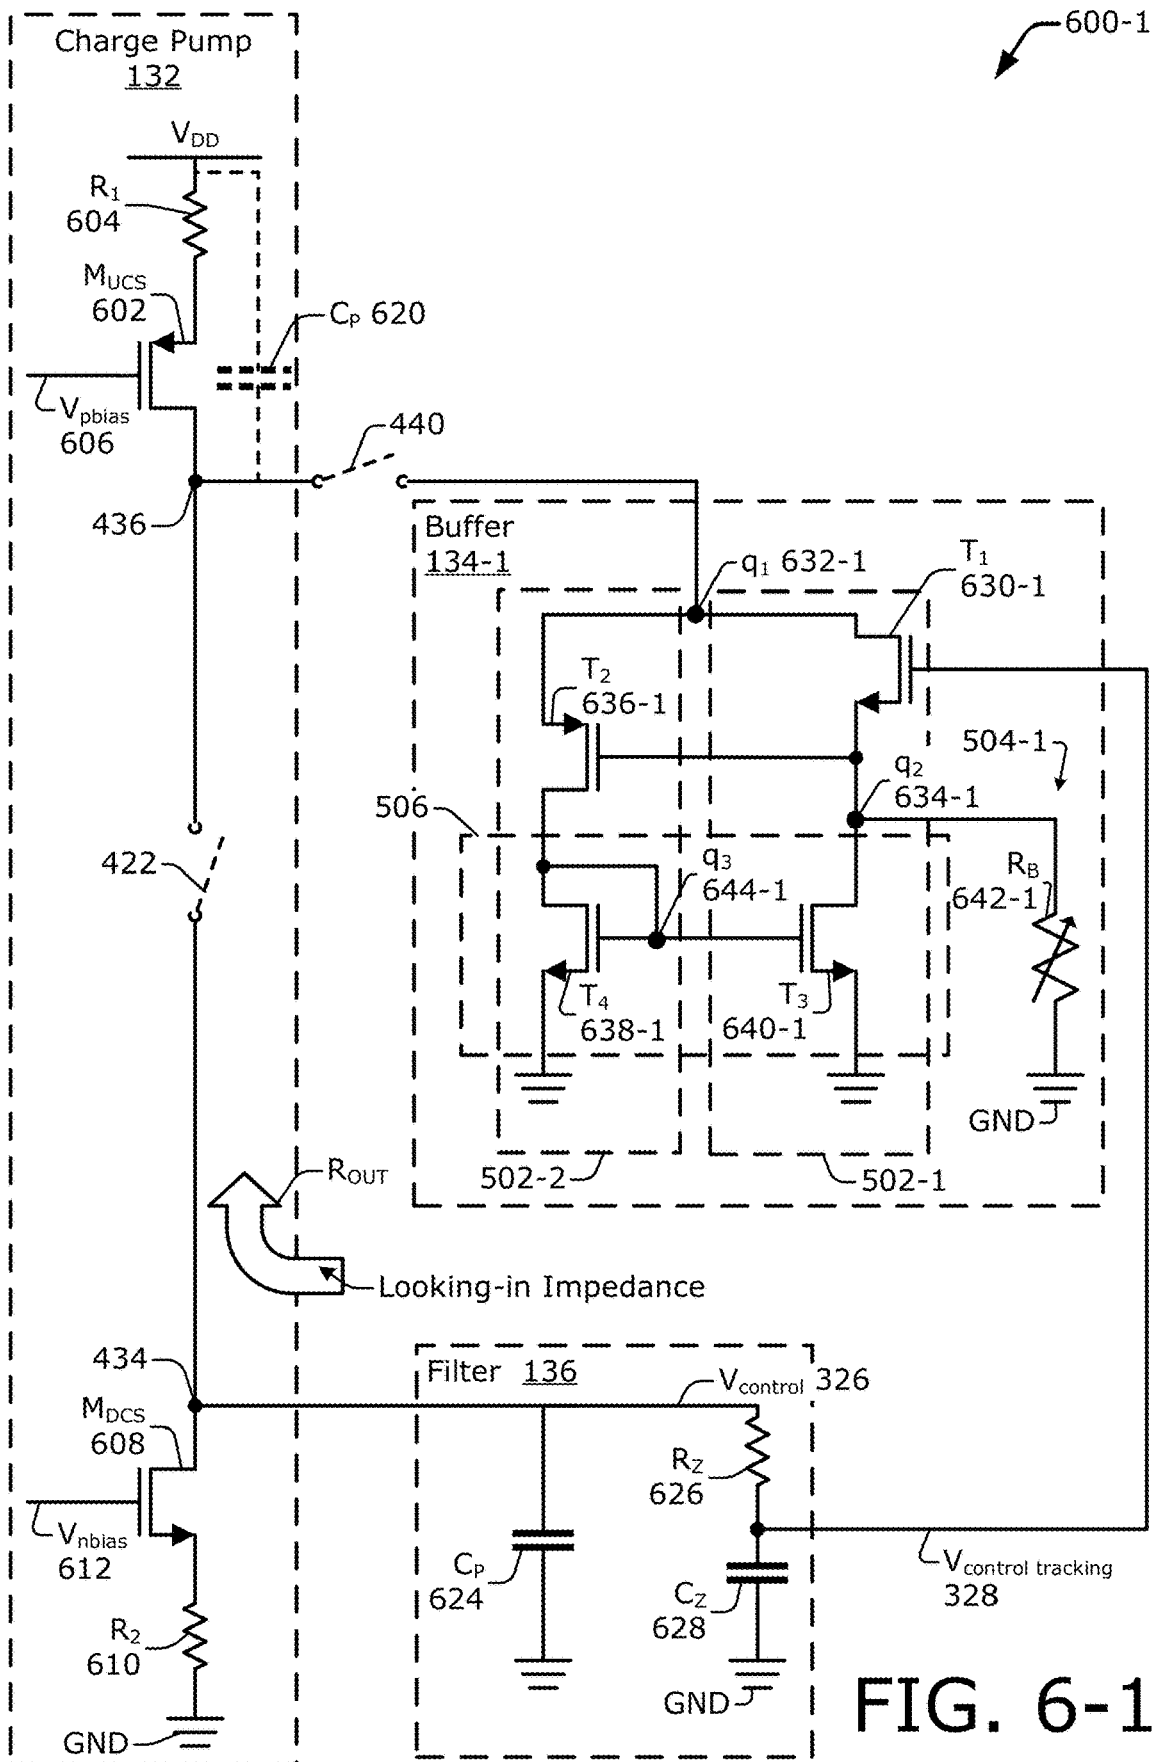 600-1
Charge Pump
132
VDD
R1
604
MUCS
602
CP 620
Vpbias
606
440
436
Buffer
134-1
q1 632-1
T1
630-1
T2
636-1
504-1
q2
634-1
506
422
q3
644-1
RB
642-1
T4
638-1
T3
640-1
GND
502-2
502-1
ROUT
Looking-in Impedance
434
Filter 136
Vcontrol 326
MDCS
608
RZ
626
Vnbias
612
CP
624
CZ
628
Vcontrol tracking
328
R2
610
GND
GND
FIG. 6-1